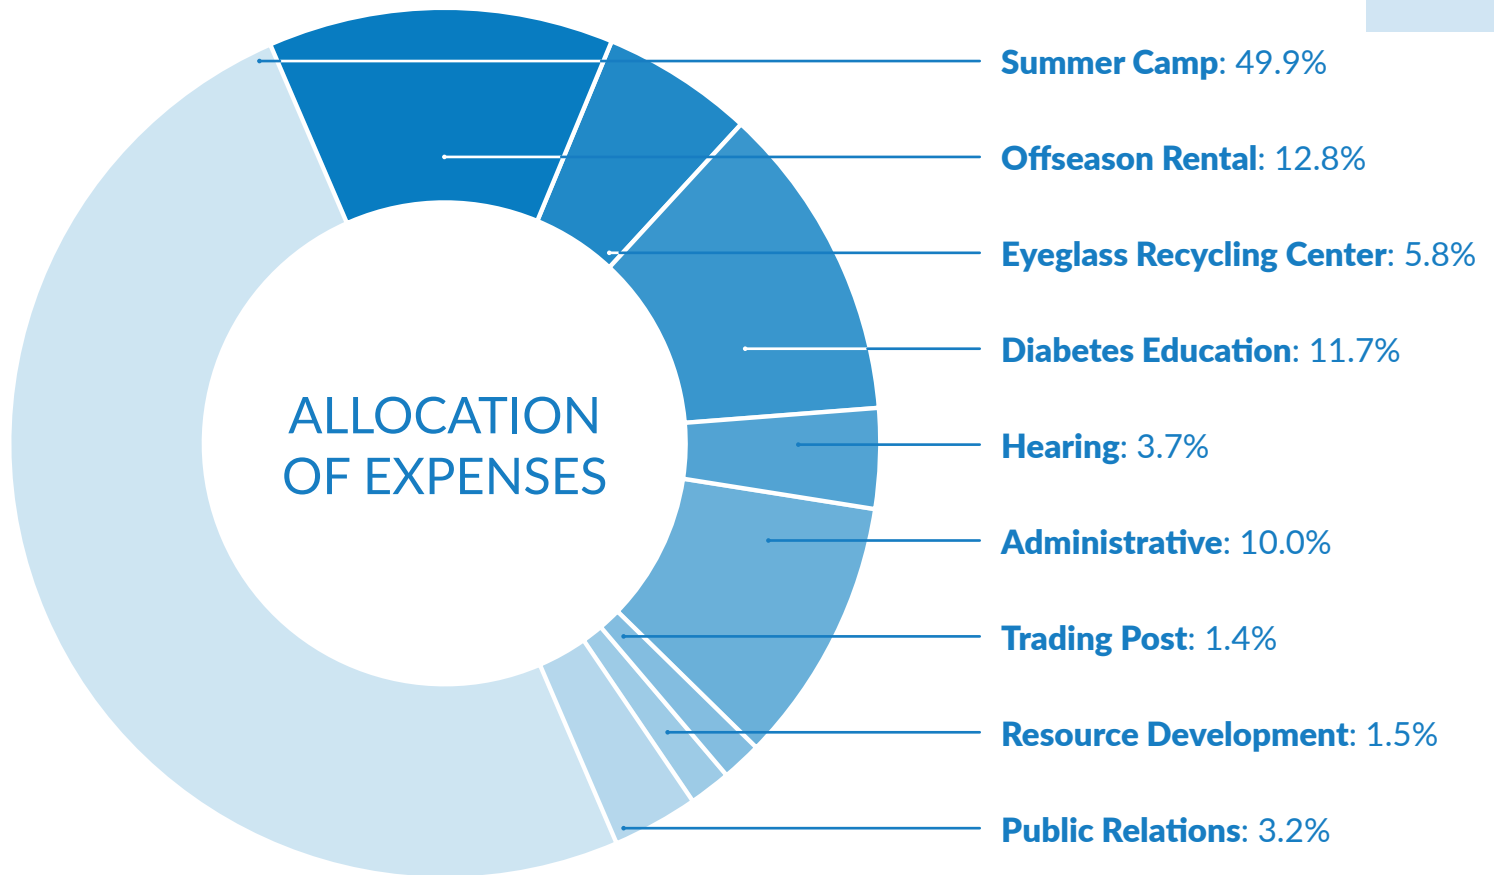 ALLOCATION
OF EXPENSES
Summer Camp: 49.9%
Offseason Rental: 12.8%
Eyeglass Recycling Center: 5.8%
Diabetes Education: 11.7%
Hearing: 3.7%
Administrative: 10.0%
Trading Post: 1.4%
Resource Development: 1.5%
Public Relations: 3.2%